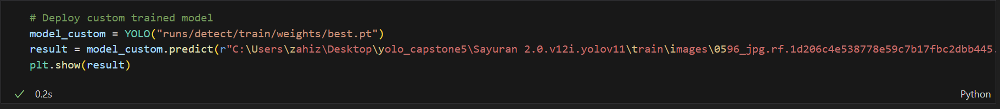 # Deploy custom trained model
model_custom = YOLO("runs/detect/train/weights/best.pt")
result = model_custom.predict(r"C:\Users\zahiz\Desktop\yolo_capstone5\Sayuran 2.0.v12i.yolov11\train\images\0596_jpg.rf.1d206c4e538778e59c7b17fbc2dbb445.
plt.show(result)
0.2s
Python